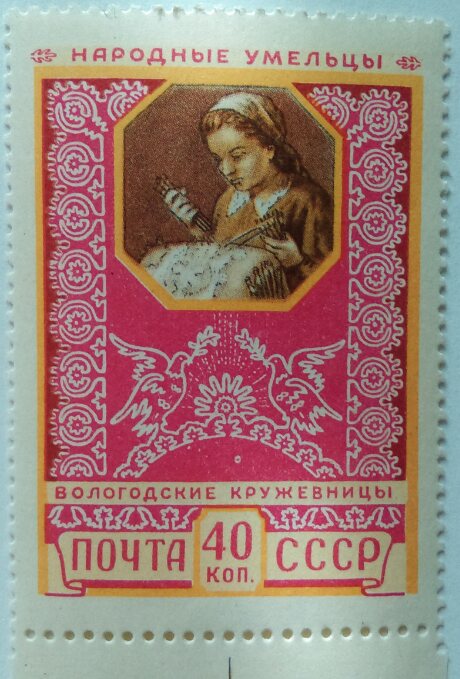 НАРОДНЫЕ УМЕЛЬЦЫ
ВОЛОГОДСКИЕ КРУЖЕВНИЦЫ
ПОЧТА 40 КОП. СССР